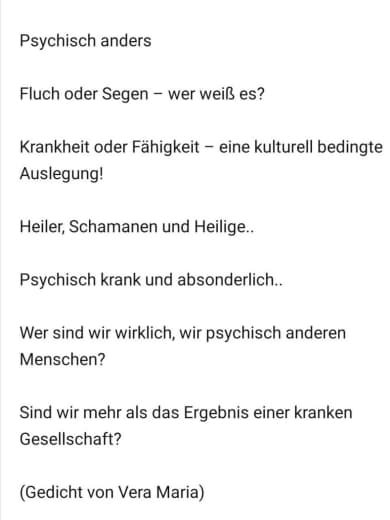 Psychisch anders
Fluch oder Segen – wer weiß es?
Krankheit oder Fähigkeit – eine kulturell bedingte
Auslegung!
Heiler, Schamanen und Heilige..
Psychisch krank und absonderlich..
Wer sind wir wirklich, wir psychisch anderen
Menschen?
Sind wir mehr als das Ergebnis einer kranken
Gesellschaft?
(Gedicht von Vera Maria)